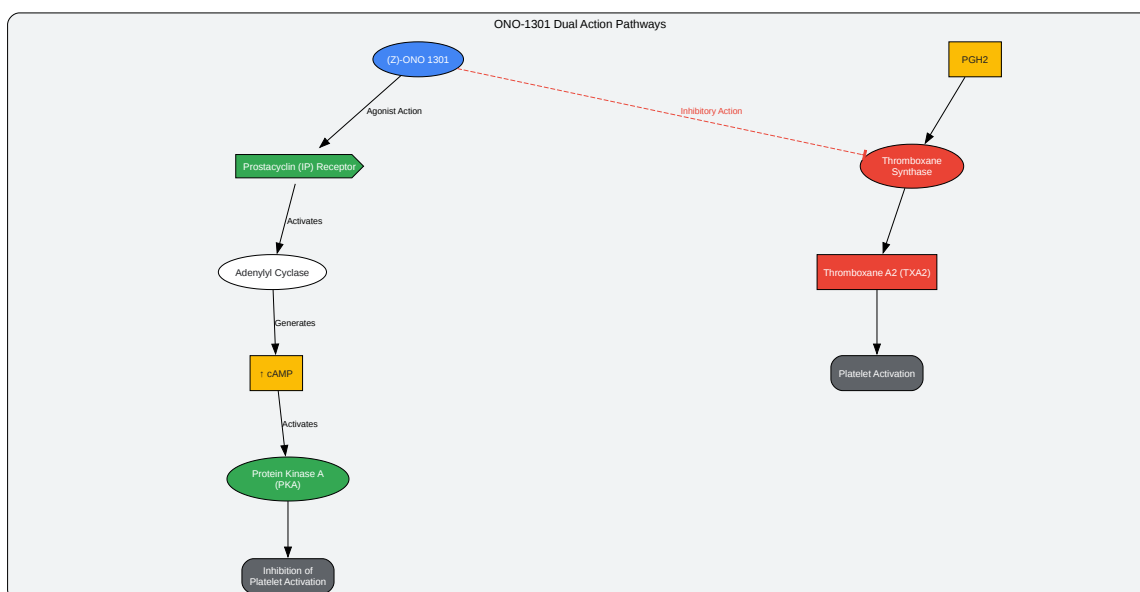 ONO-1301 Dual Action Pathways
(Z)-ONO 1301
PGH2
Agonist Action
Inhibitory Action
Prostacyclin (IP) Receptor
Thromboxane
Synthase
Activates
Adenylyl Cyclase
Thromboxane A2 (TXA2)
Generates
↑ cAMP
Platelet Activation
Activates
Protein Kinase A
(PKA)
Inhibition of
Platelet Activation